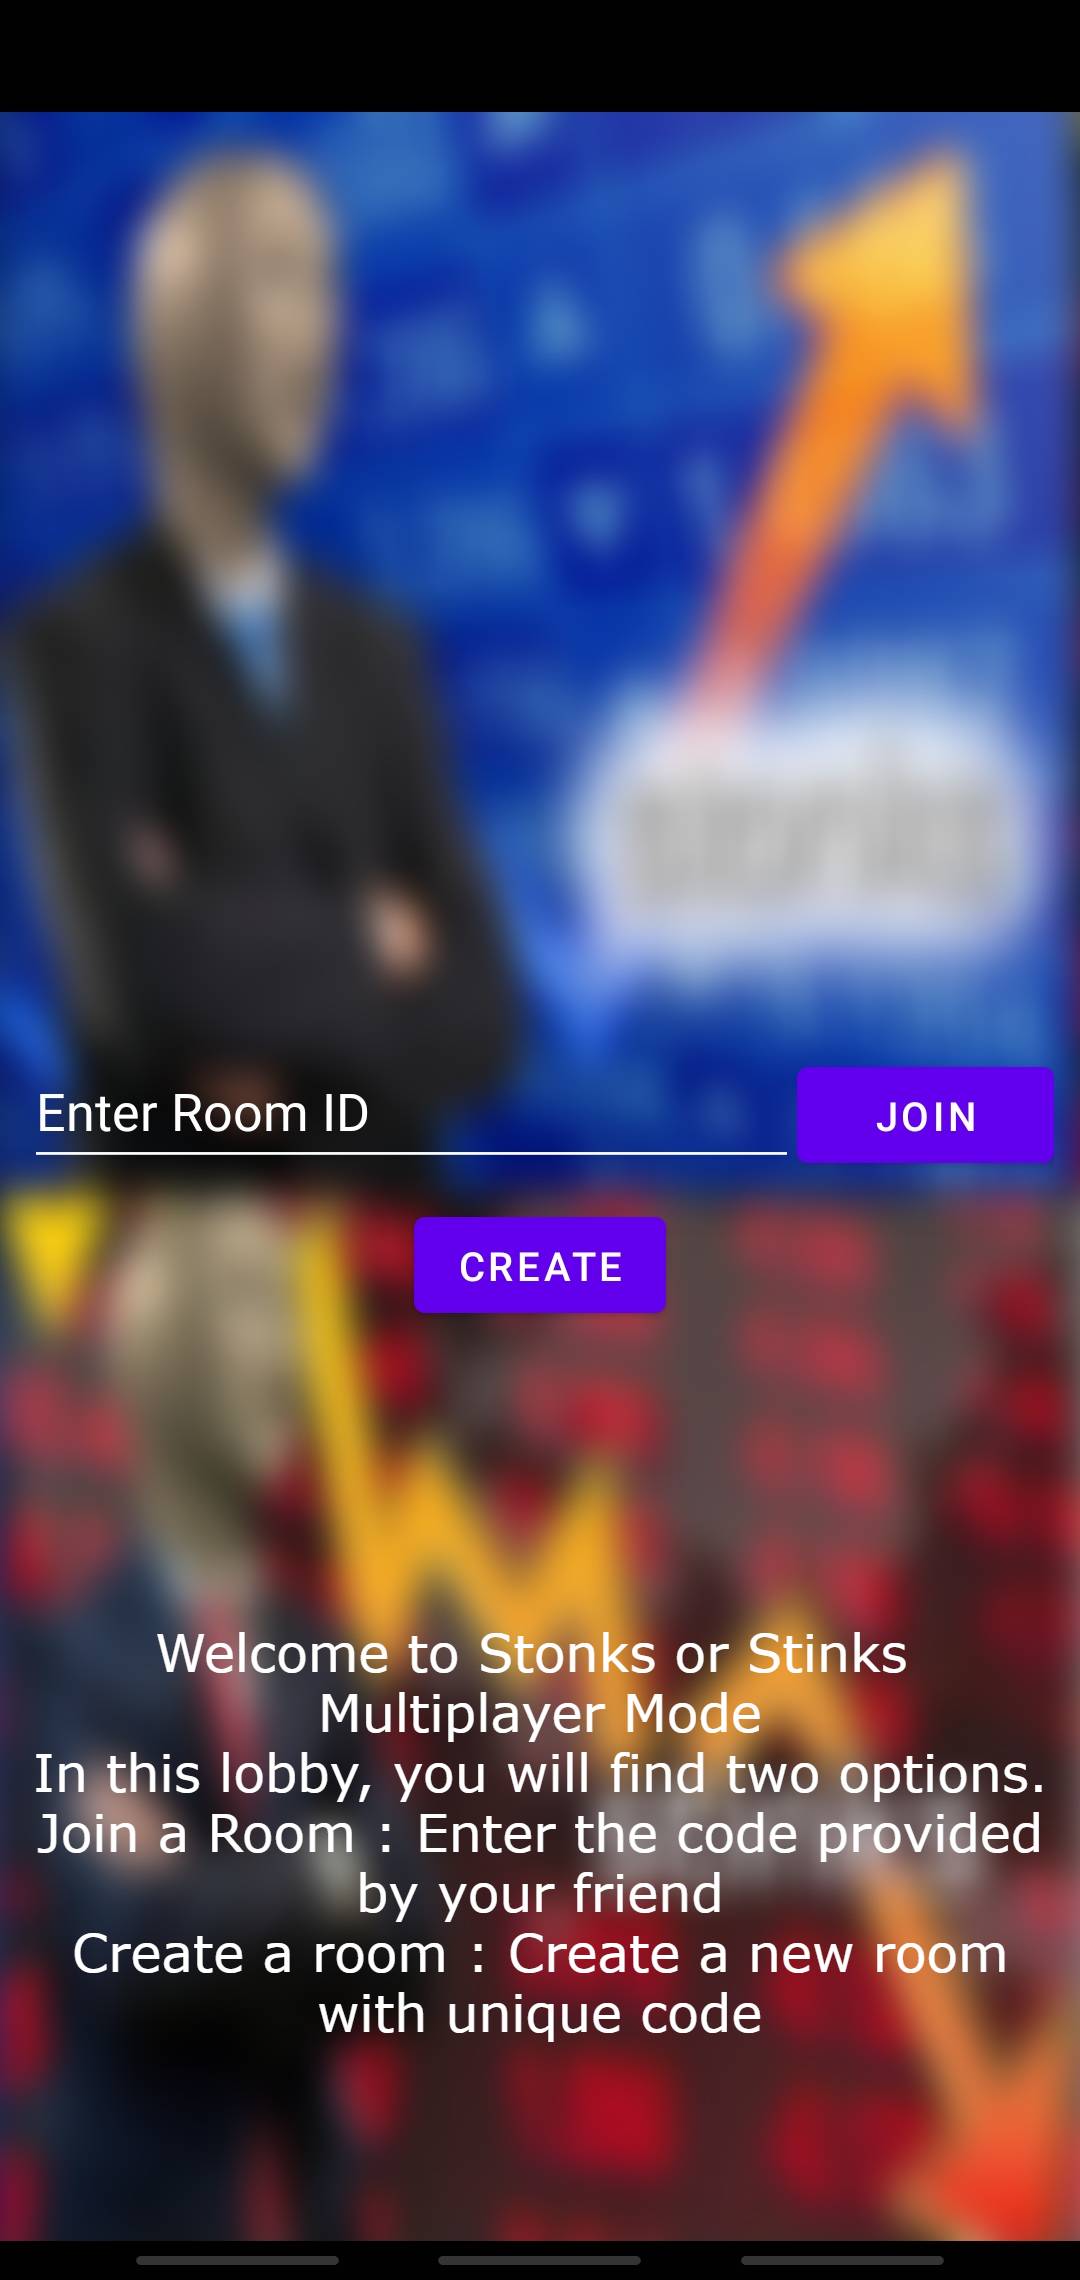 Enter Room ID
JOIN
CREATE
Welcome to Stonks or Stinks
Multiplayer Mode
In this lobby, you will find two options.
Join a Room : Enter the code provided
by your friend
Create a room : Create a new room
with unique code